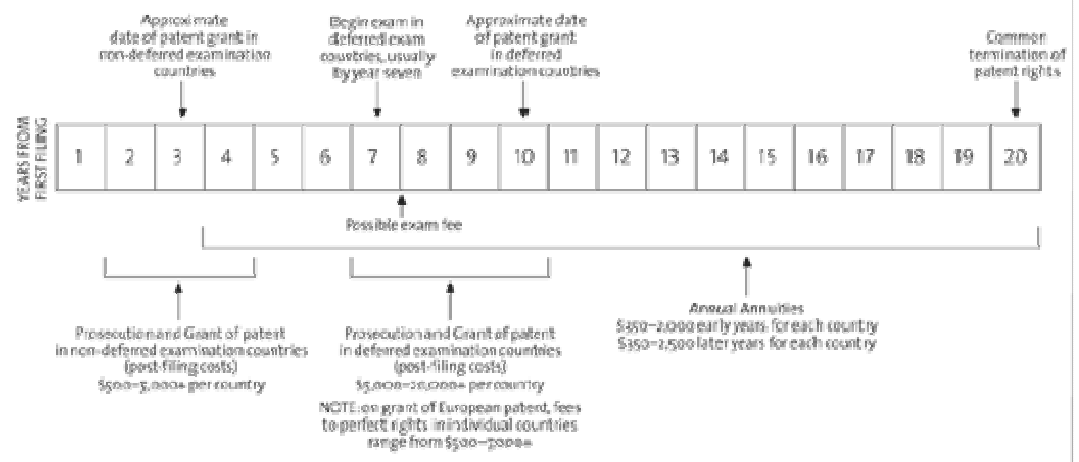 Approximate
date of patent grant in
non-deferred examination
countries
Begin exam in
deferred exam
countries, usually
by year seven
Approximate date
of patent grant
in deferred
examination countries
Common
termination of
patent rights
YEARS FROM
FIRST FILING
1 2 3 4 5 6 7 8 9 10 11 12 13 14 15 16 17 18 19 20
Possible exam fee
Prosecution and Grant of patent
in non-deferred examination countries
(post-filing costs)
per country
Prosecution and Grant of patent
in deferred examination countries
(post-filing costs)
per country
NOTE: on grant of European patent, fees
to perfect rights in individual countries
range from
Annual Annuities
early years for each country
$350–2,500 later years for each country